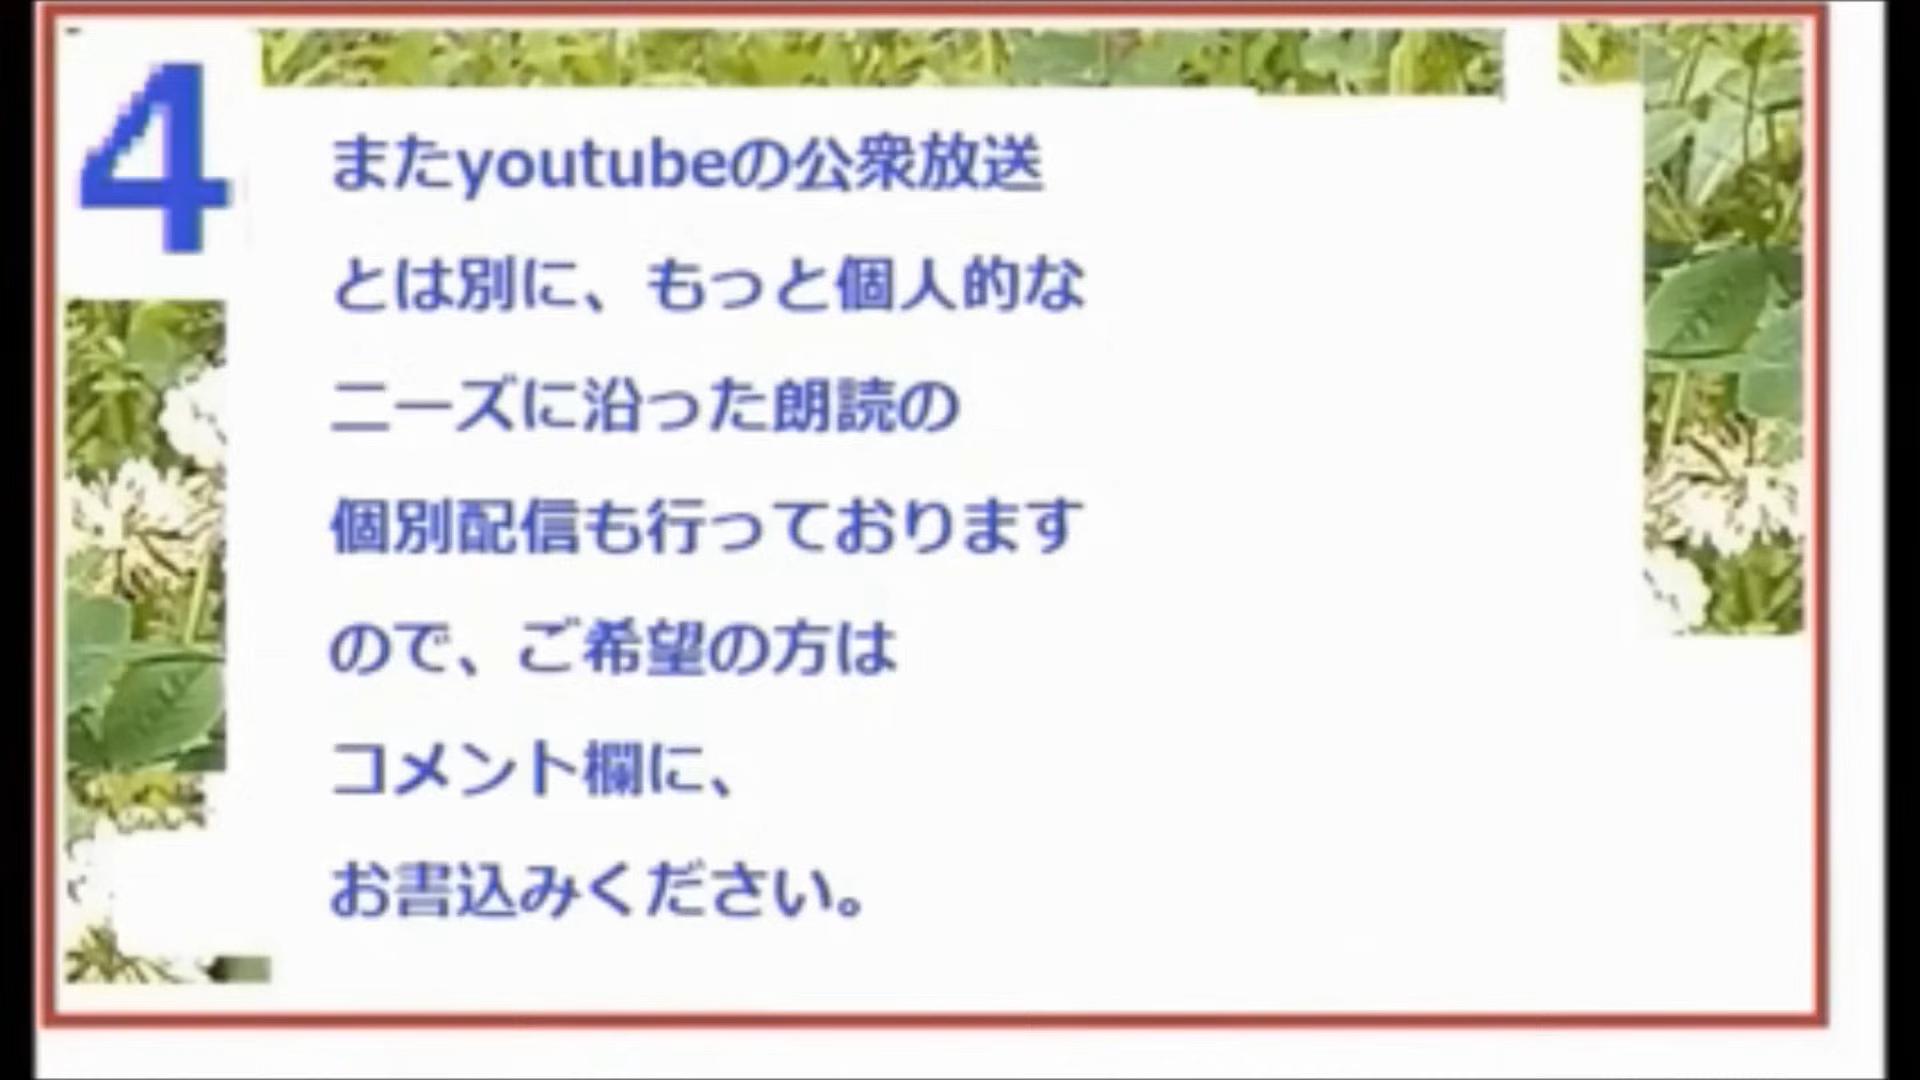 4
またyoutubeの公衆放送
とは別に、もっと個人的な
ニーズに沿った朗読の
個別配信も行っております
ので、ご希望の方は
コメント欄に、
お書込みください。